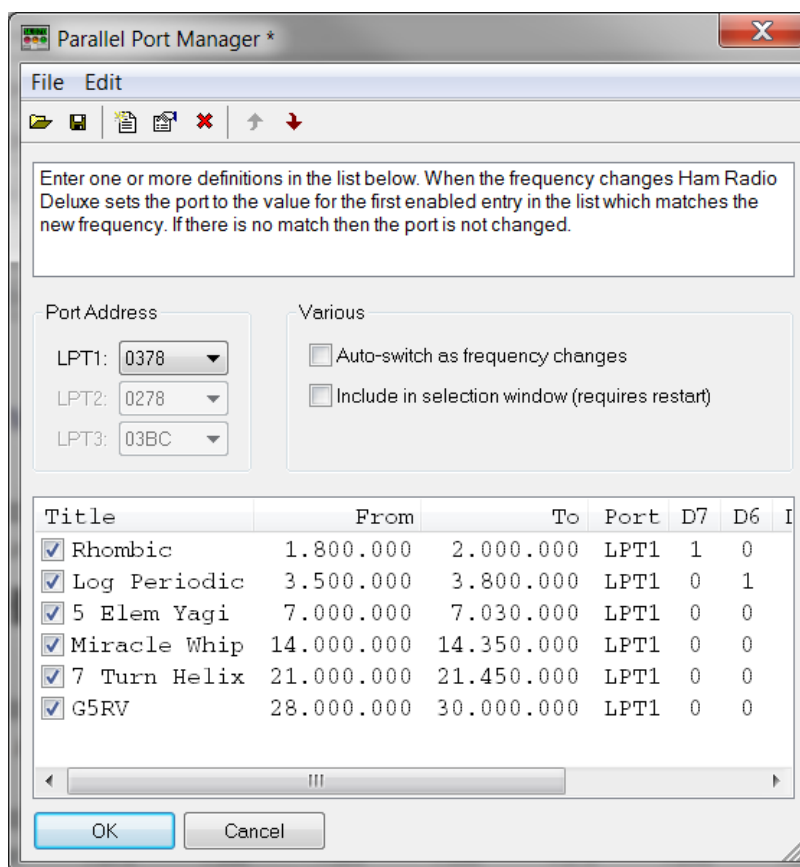 Parallel Port Manager *
File Edit
Enter one or more definitions in the list below. When the frequency changes Ham Radio
Deluxe sets the port to the value for the first enabled entry in the list which matches the
new frequency. If there is no match then the port is not changed.
Port Address
LPT1: 0378
LPT2: 0278
LPT3: 03BC
Various
Auto-switch as frequency changes
Include in selection window (requires restart)
Title From To Port D7 D6
Rhombic 1.800.000 2.000.000 LPT1 1 0
Log Periodic 3.500.000 3.800.000 LPT1 0 1
5 Elem Yagi 7.000.000 7.030.000 LPT1 0 0
Miracle Whip 14.000.000 14.350.000 LPT1 0 0
7 Turn Helix 21.000.000 21.450.000 LPT1 0 0
G5RV 28.000.000 30.000.000 LPT1 0 0
OK Cancel